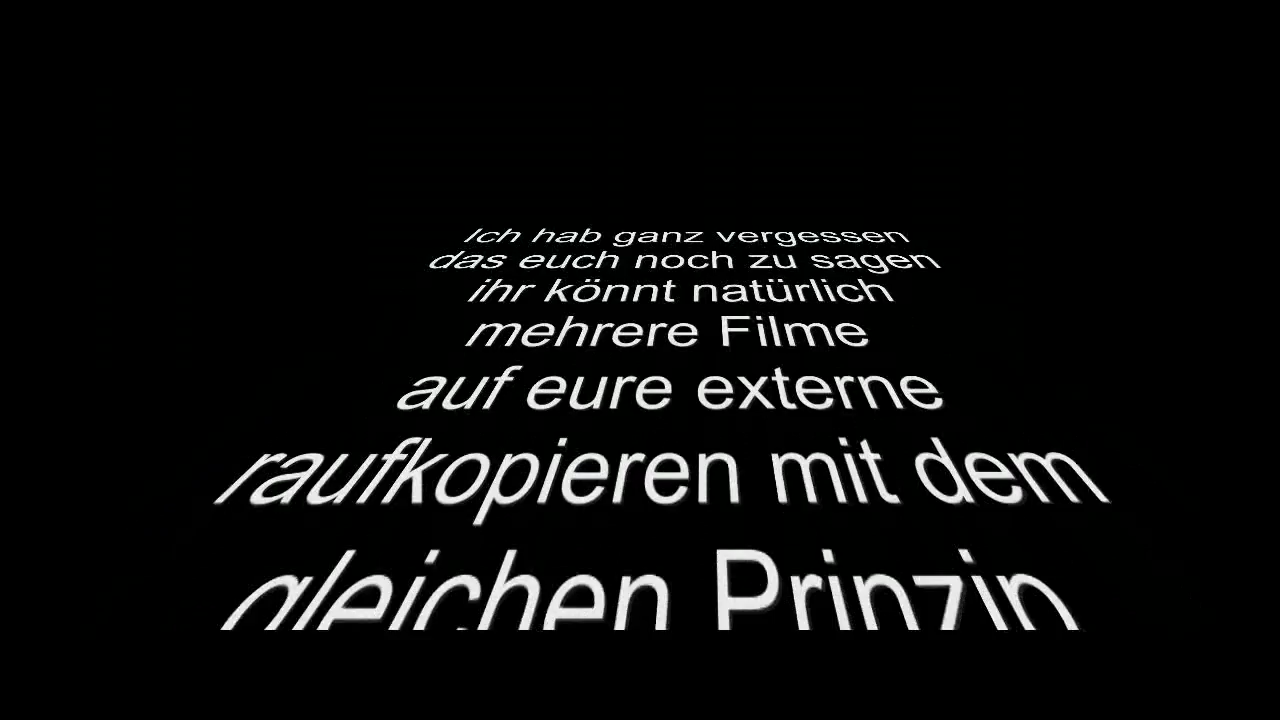 Ich hab ganz vergessen
das euch noch zu sagen
ihr könnt natürlich
mehrere Filme
auf eure externe
raufkopieren mit dem
gleichen Prinzip